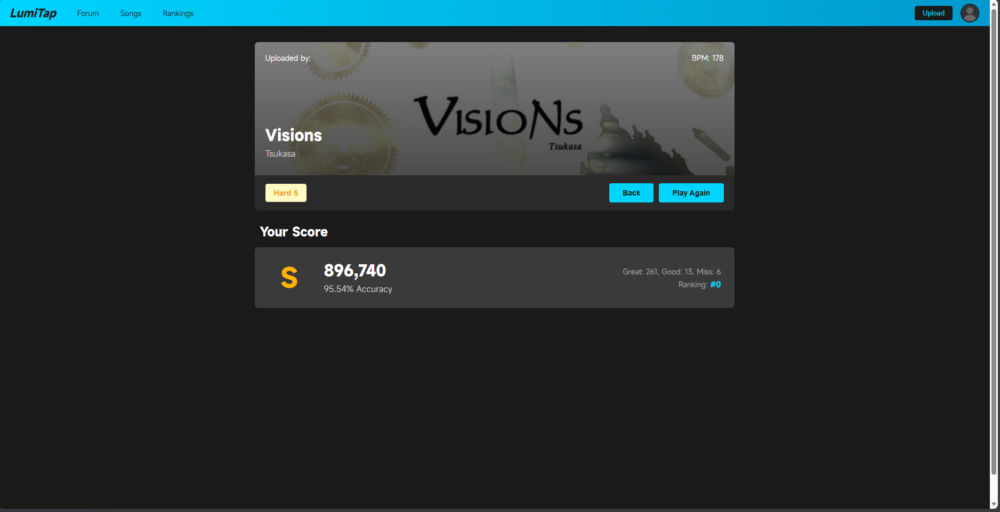 LumiTap
Forum
Songs
Rankings
Upload
Uploaded by:
BPM: 178
VISIONS
Tsukasa
Visions
Tsukasa
Hard 5
Back
Play Again
Your Score
S
896,740
95.54% Accuracy
Great: 261, Good: 13, Miss: 6
Ranking: #0